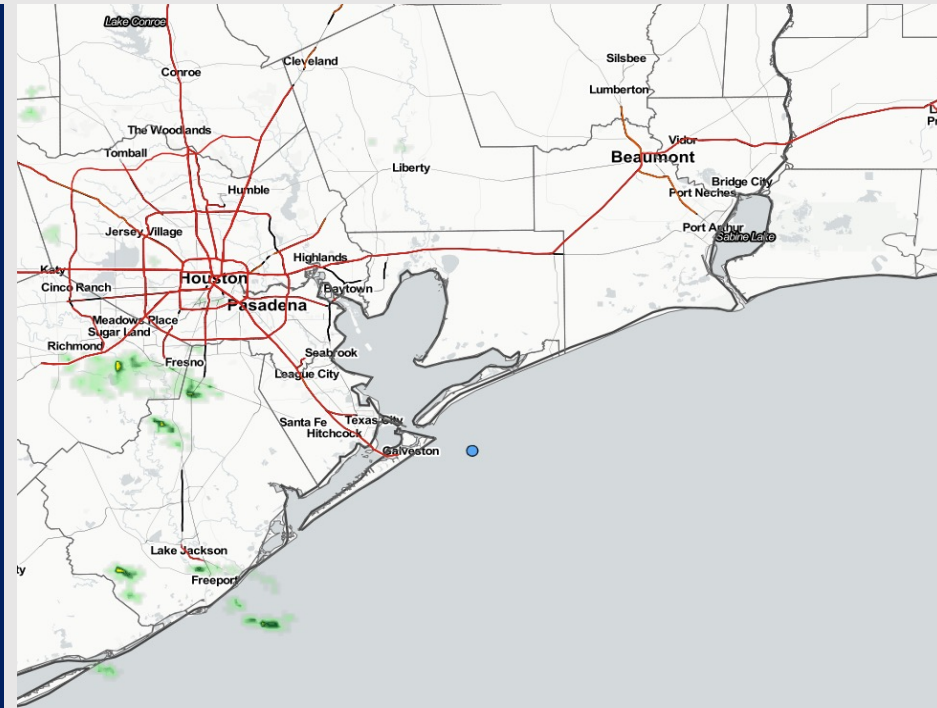 Lake Conroe
Cleveland
Silsbee
Conroe
Lumberton
The Woodlands
Vidor
Tomball
Beaumont
Liberty
Humble
Bridge City
Port Neches
Jersey Village
Port Arthur
Sabine Lake
Highlands
Katy
Houston
Cinco Ranch
Baytown
Pasadena
Meadows Place
Sugar Land
Richmond
Seabrook
Fresno
League City
Santa Fe
Texas City
Hitchcock
Galveston
Lake Jackson
ty
Freeport